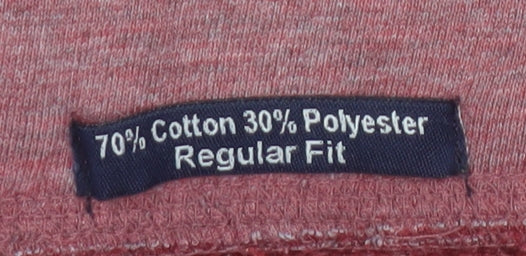 70% Cotton 30% Polyester
Regular Fit